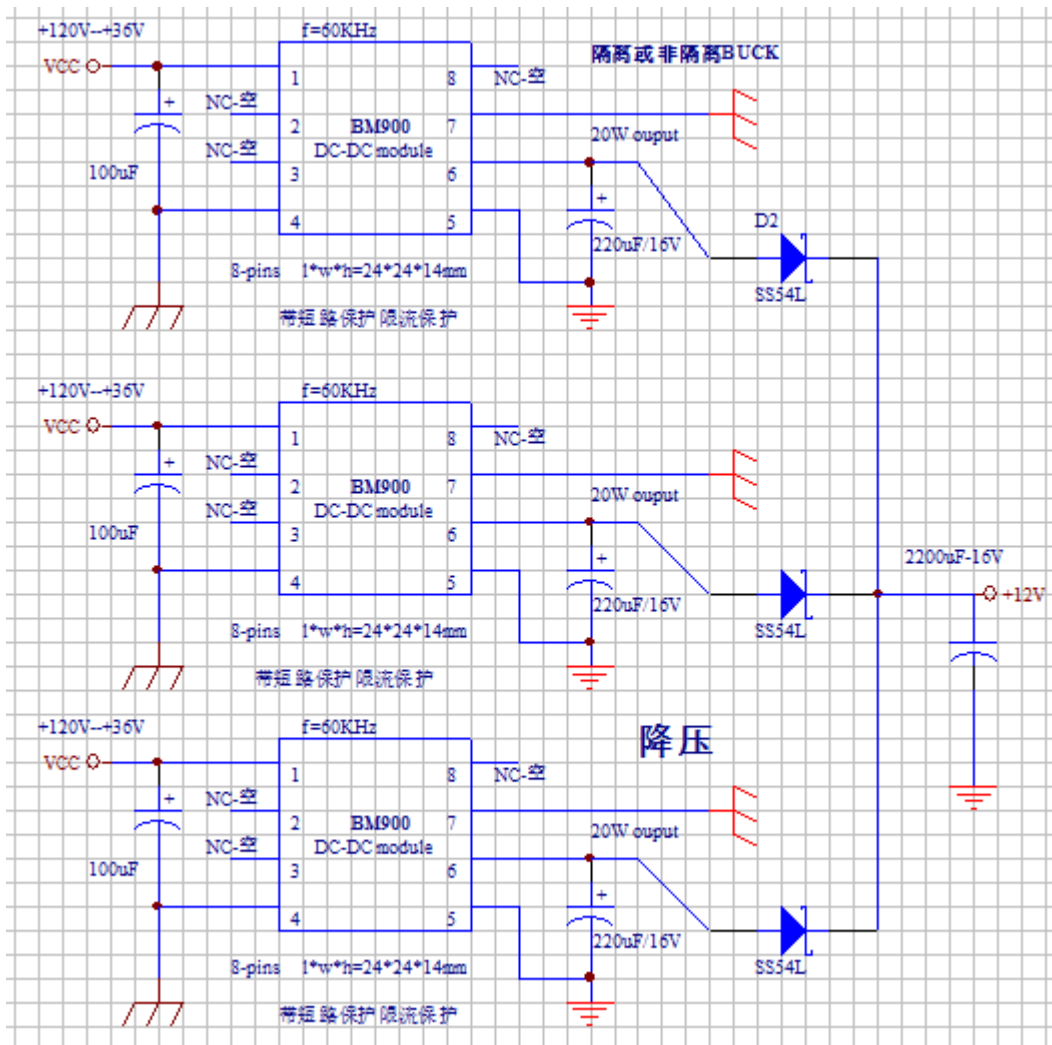 +120V--+36V
f=60KHz
隔离或非隔离BUCK
VCC
1
8
NC-空
+
NC-空
2
BM900
7
20W ouput
NC-空
DC-DC module
100uF
3
6
+
D2
4
5
220uF/16V
8-pins l*w*h=24*24*14mm
SS54L
带短路保护限流保护
+120V--+36V
f=60KHz
VCC
1
8
NC-空
+
NC-空
2
BM900
7
20W ouput
NC-空
DC-DC module
100uF
3
6
2200uF-16V
+
4
5
220uF/16V
+12V
8-pins l*w*h=24*24*14mm
SS54L
带短路保护限流保护
+120V--+36V
f=60KHz
降压
VCC
1
8
NC-空
+
NC-空
2
BM900
7
20W ouput
NC-空
DC-DC module
100uF
3
6
+
4
5
220uF/16V
8-pins l*w*h=24*24*14mm
SS54L
带短路保护限流保护